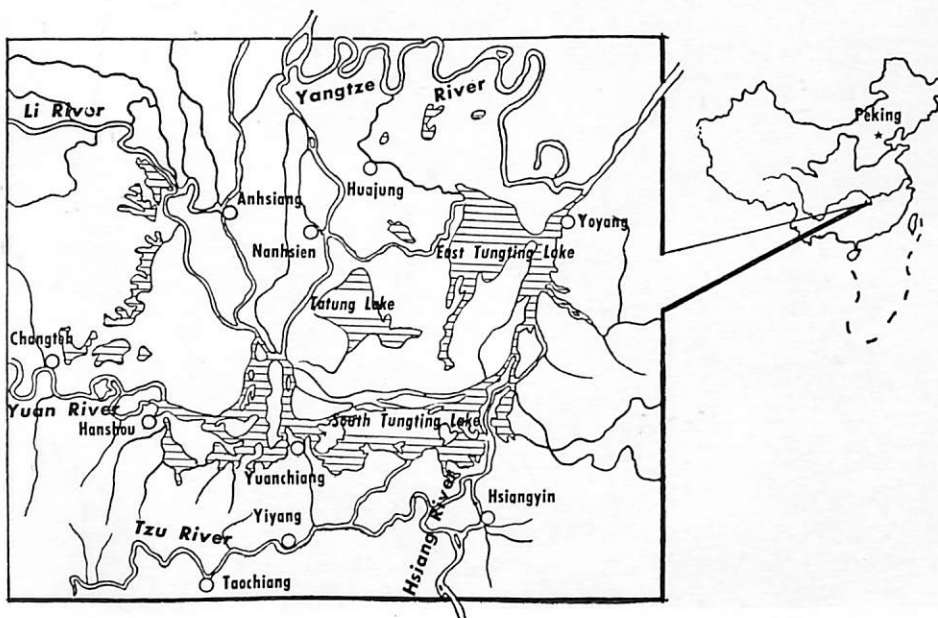 Yangtze River
Li River
Peking
Huajung
Anhsiang
Yoyang
Nanhsien
East Tungting Lake
Tatung Lake
Changteh
Yuan River
Hanshou
South Tungting Lake
Yuanchiang
Hsiangyin
Yiyang
Tzu River
Hsiang River
Taochiang